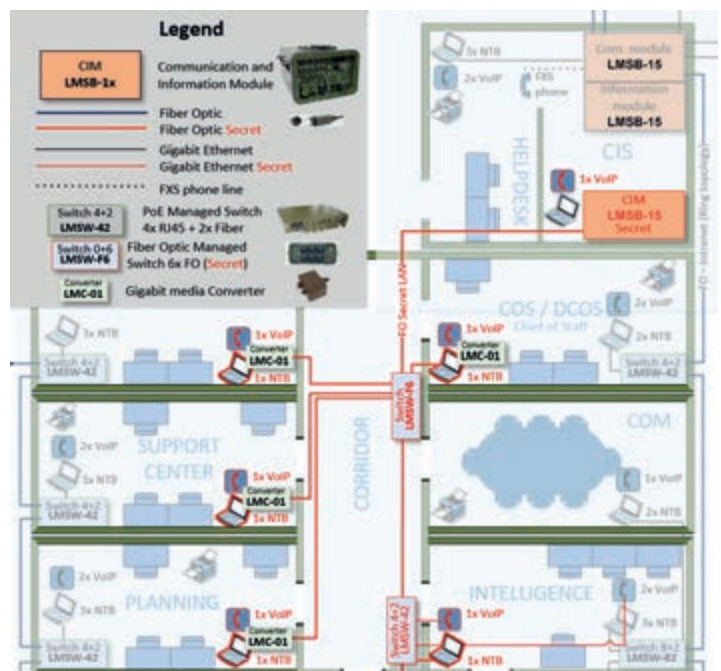 Legend
CIM
LMSB-1x
Communication and
Information Module
Fiber Optic
Fiber Optic Secret
Gigabit Ethernet
Gigabit Ethernet Secret
FXS phone line
Switch 4+2
LMSW-42
PoE Managed Switch
4x RJ45 + 2x Fiber
Switch 0+6
LMSW-F6
Fiber Optic Managed
Switch 6x FO (Secret)
Converter
LMC-01
Gigabit media Converter
3x NTB
2x VoIP
FXS
phone
Com. module
LMSB-15
Information
module
LMSB-15
CIS
HELPDESK
1x VoIP
CIM
LMSB-15
Secret
FO - Intranet (Ring topology)
FO Secret LAN
COS / DCOS
Chief of Staff
2x VoIP
2x NTB
Switch 4+2
LMSW-42
3x NTB
Switch 4+2
LMSW-42
1x VoIP
Converter
LMC-01
1x NTB
1x VoIP
Converter
LMC-01
1x NTB
Switch
LMSW-F6
CORRIDOR
COM
1x VoIP
2x NTB
2x VoIP
SUPPORT
CENTER
3x NTB
Switch 4+2
LMSW-42
1x VoIP
Converter
LMC-01
1x NTB
2x VoIP
PLANNING
3x NTB
Switch 4+2
LMSW-42
1x VoIP
Converter
LMC-01
1x NTB
Switch 4+2
LMSW-42
1x VoIP
1x NTB
INTELLIGENCE
2x VoIP
3x NTB
LMSW-42